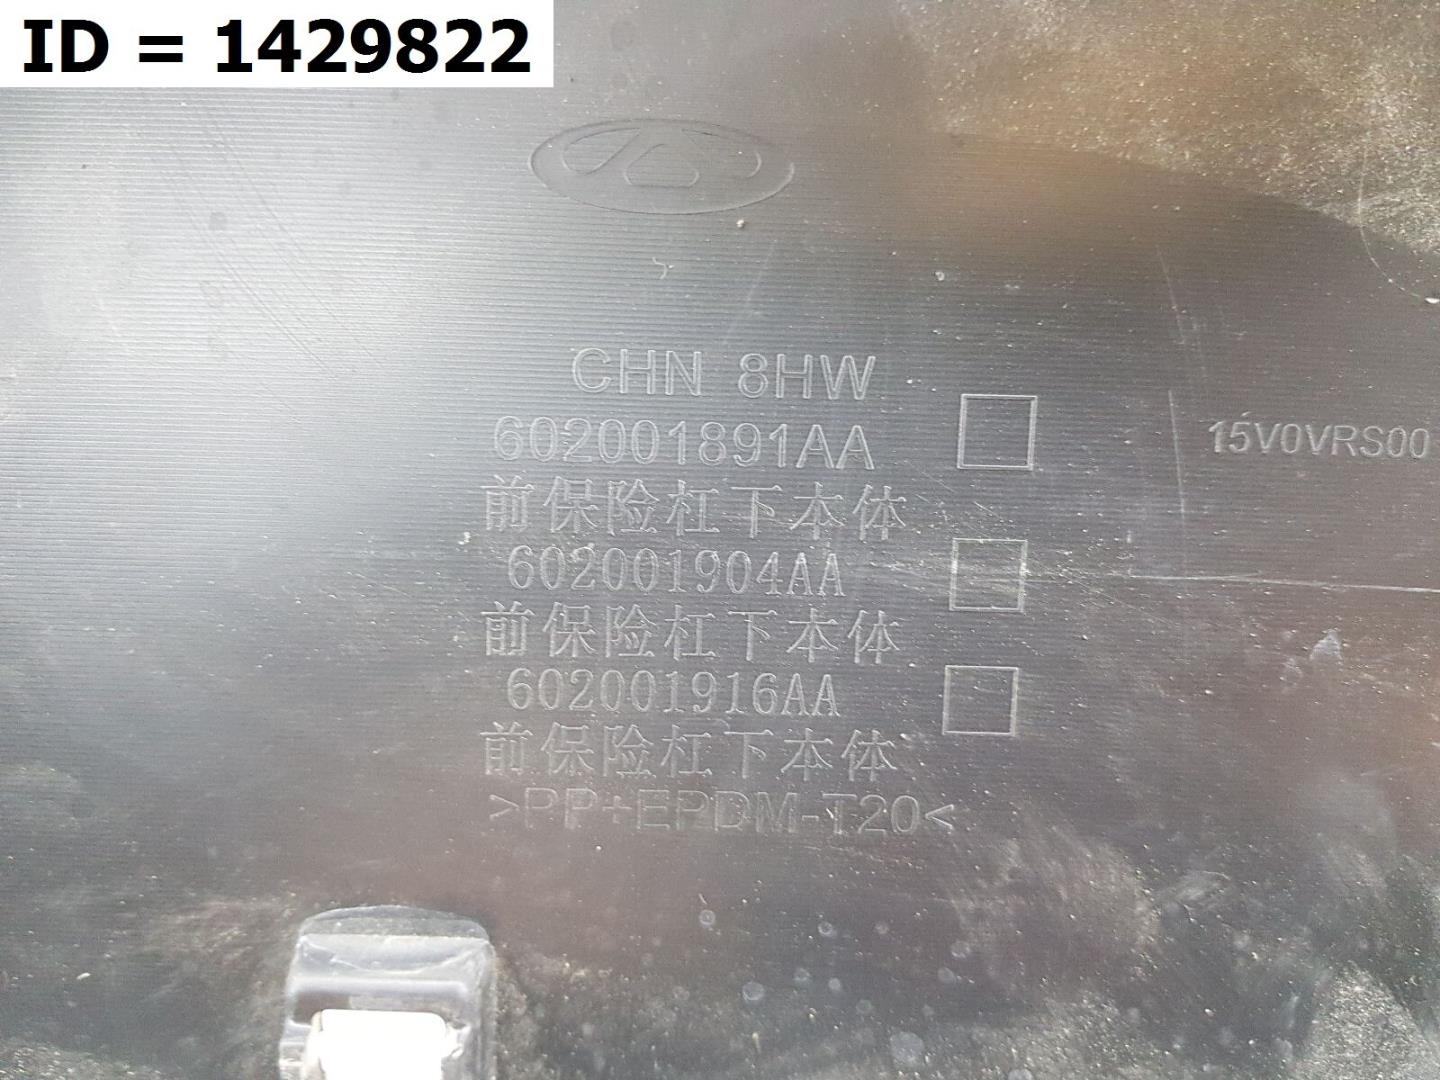 ID = 1429822
CHN 8HW
602001891AA
15V0VRS00
前保险杠下本体
602001904AA
前保险杠下本体
602001916AA
前保险杠下本体
>PP+EPDM-T20<